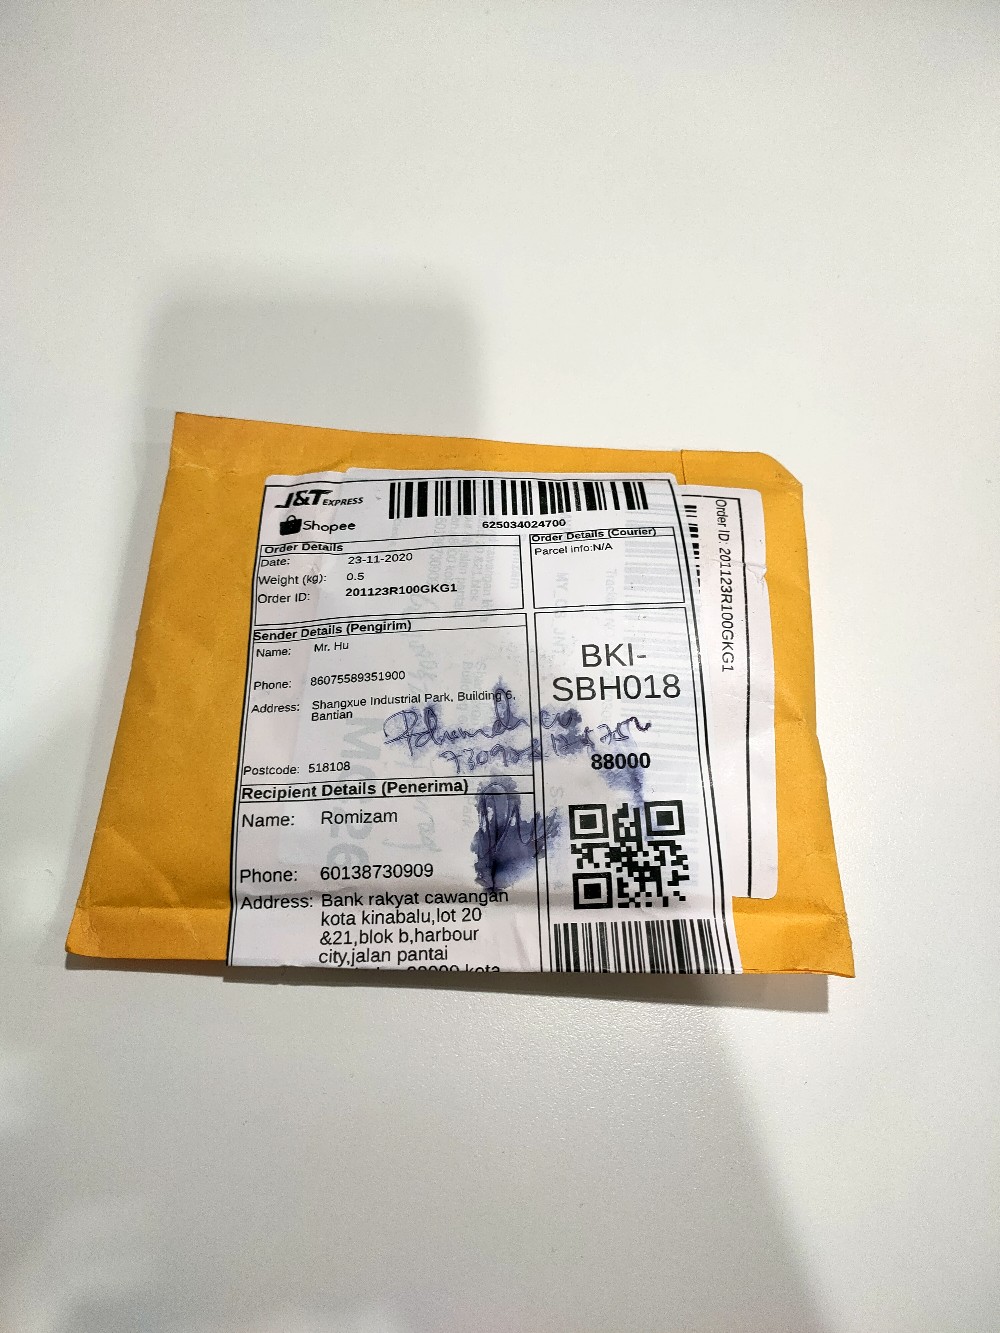 J&T EXPRESS
Shopee
625034024700
Order Details
Date: 23-11-2020
Weight (kg): 0.5
Order ID: 201123R100GKG1
Order Details (Courier)
Parcel info:N/A
Sender Details (Pengirim)
Name: Mr. Hu
Phone: 86075589351900
Address: Shangxue Industrial Park, Building 6,
Bantian
Postcode: 518108
BKI-
SBH018
88000
Recipient Details (Penerima)
Name: Romizam
Phone: 60138730909
Address: Bank rakyat cawangan
kota kinabalu,lot 20
&21,blok b,harbour
city,jalan pantai
Order ID: 201123R100GKG1